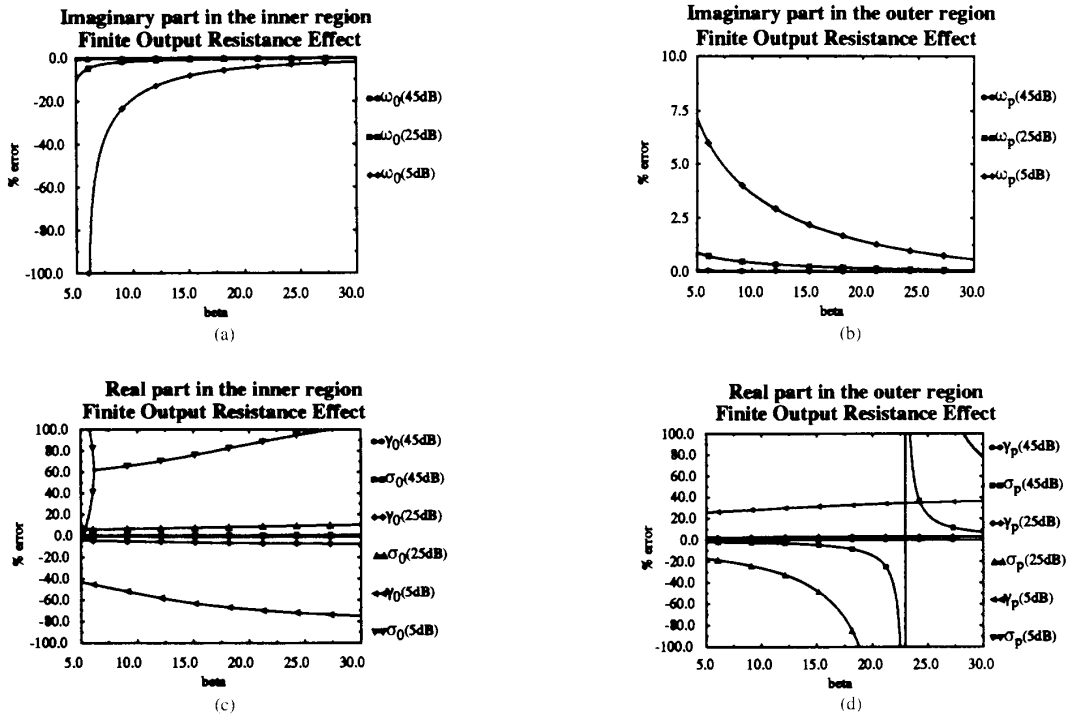 Imaginary part in the inner region
Finite Output Resistance Effect
% error
0.0
-20.0
-40.0
-60.0
-80.0
-100.0
5.0 10.0 15.0 20.0 25.0 30.0
beta
ω0(45dB)
ω0(25dB)
ω0(5dB)
(a)
Imaginary part in the outer region
Finite Output Resistance Effect
% error
10.0
7.5
5.0
2.5
0.0
5.0 10.0 15.0 20.0 25.0 30.0
beta
ωp(45dB)
ωp(25dB)
ωp(5dB)
(b)
Real part in the inner region
Finite Output Resistance Effect
% error
100.0
80.0
60.0
40.0
20.0
0.0
-20.0
-40.0
-60.0
-80.0
-100.0
5.0 10.0 15.0 20.0 25.0 30.0
beta
γ0(45dB)
σ0(45dB)
γ0(25dB)
σ0(25dB)
γ0(5dB)
σ0(5dB)
(c)
Real part in the outer region
Finite Output Resistance Effect
% error
100.0
80.0
60.0
40.0
20.0
0.0
-20.0
-40.0
-60.0
-80.0
-100.0
5.0 10.0 15.0 20.0 25.0 30.0
beta
γp(45dB)
σp(45dB)
γp(25dB)
σp(25dB)
γp(5dB)
σp(5dB)
(d)